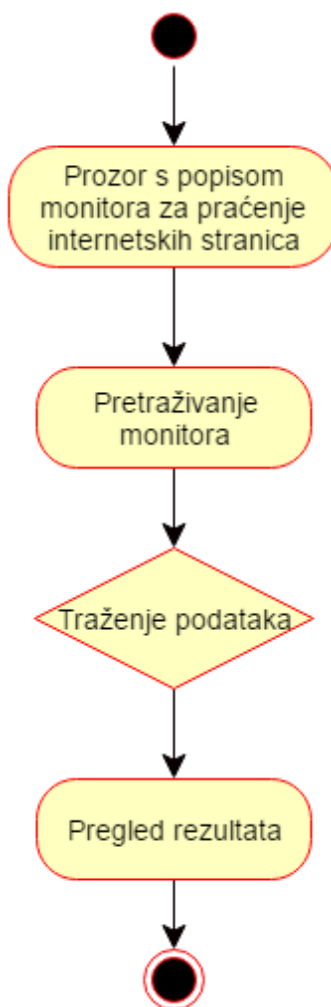 Prozor s popisom
monitora za praćenje
internetskih stranica
Pretraživanje
monitora
Traženje podataka
Pregled rezultata